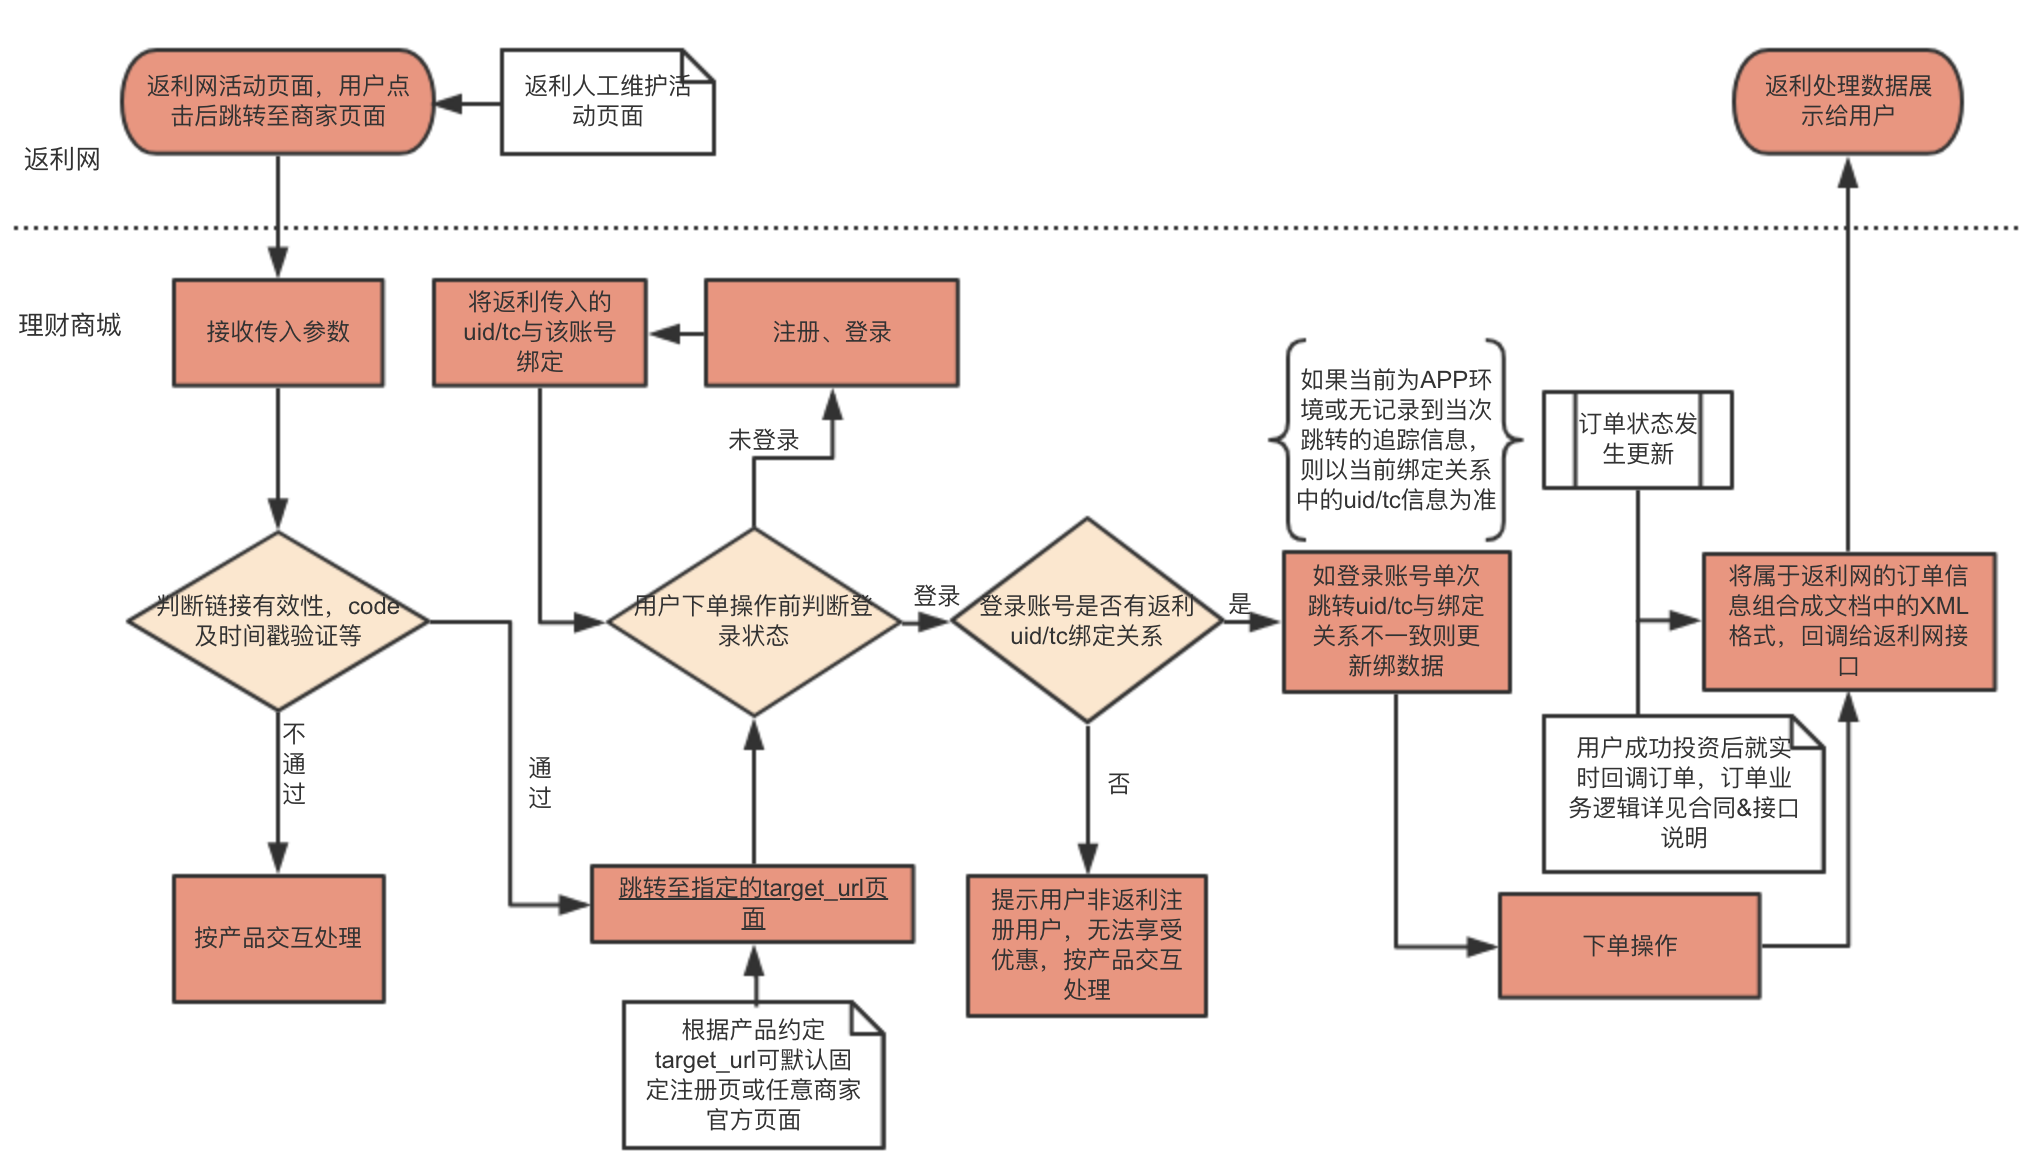 返利网活动页面，用户点
击后跳转至商家页面
返利人工维护活
动页面
返利处理数据展
示给用户
返利网
理财商城
接收传入参数
将返利传入的
uid/tc与该账号
绑定
注册、登录
未登录
如果当前为APP环
境或无记录到当次
跳转的追踪信息，
则以当前绑定关系
中的uid/tc信息为准
订单状态发
生更新
判断链接有效性，code
及时间戳验证等
用户下单操作前判断登
录状态
登录
登录账号是否有返利
uid/tc绑定关系
是
如登录账号单次
跳转uid/tc与绑定
关系不一致则更
新绑数据
将属于返利网的订单信
息组合成文档中的XML
格式，回调给返利网接
口
不
通
过
通
过
否
用户成功投资后就实
时回调订单，订单业
务逻辑详见合同&接口
说明
按产品交互处理
跳转至指定的target_url页
面
提示用户非返利注
册用户，无法享受
优惠，按产品交互
处理
下单操作
根据产品约定
target_url可默认固
定注册页或任意商家
官方页面